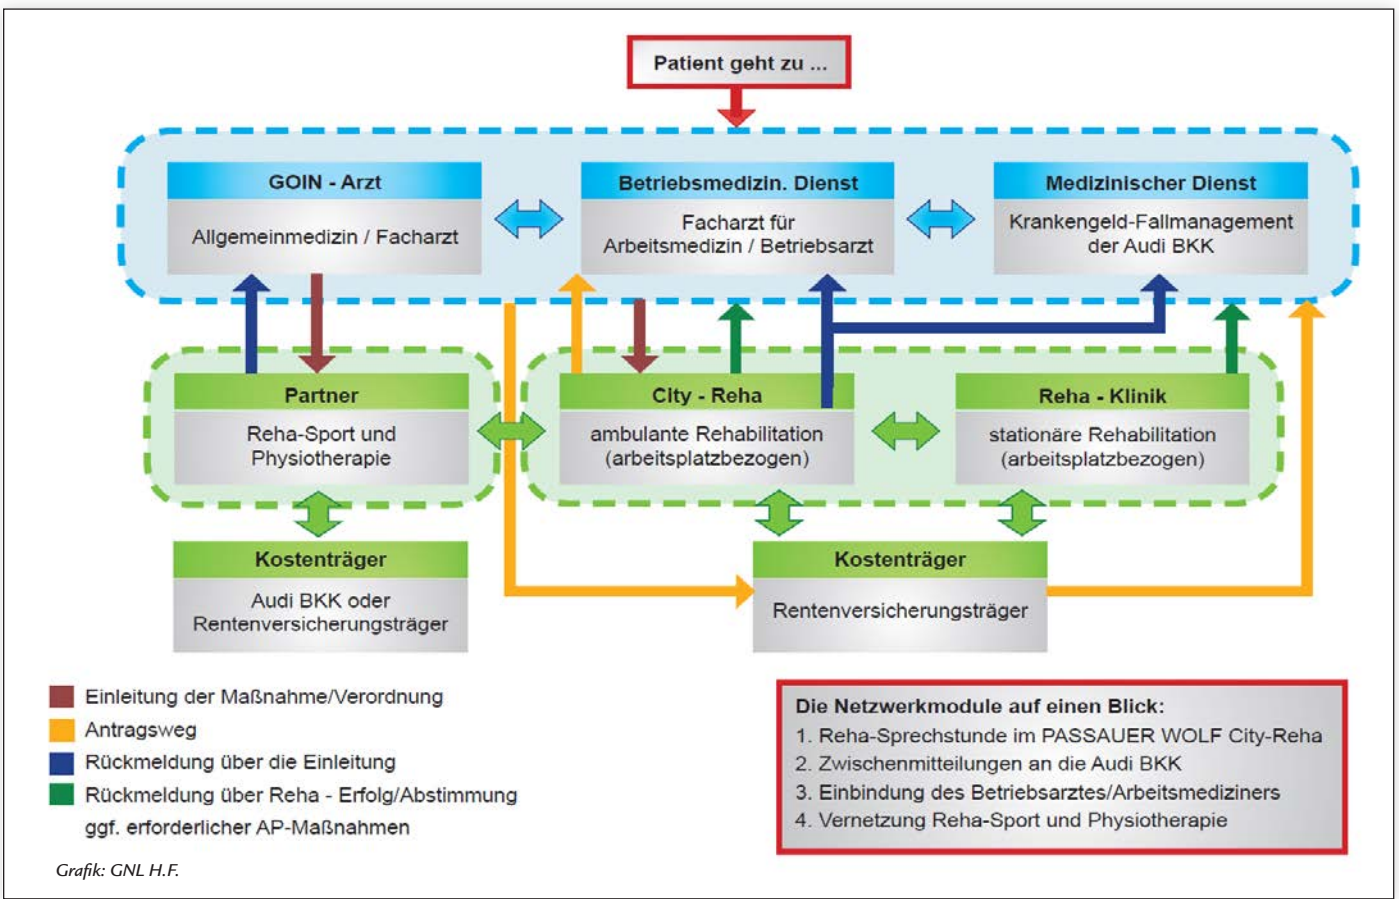 Patient geht zu ...
GOIN - Arzt
Allgemeinmedizin / Facharzt
Betriebsmedizin. Dienst
Facharzt für
Arbeitsmedizin / Betriebsarzt
Medizinischer Dienst
Krankengeld-Fallmanagement
der Audi BKK
Partner
Reha-Sport und
Physiotherapie
City - Reha
ambulante Rehabilitation
(arbeitsplatzbezogen)
Reha - Klinik
stationäre Rehabilitation
(arbeitsplatzbezogen)
Kostenträger
Audi BKK oder
Rentenversicherungsträger
Kostenträger
Rentenversicherungsträger
Einleitung der Maßnahme/Verordnung
Antragsweg
Rückmeldung über die Einleitung
Rückmeldung über Reha - Erfolg/Abstimmung
ggf. erforderlicher AP-Maßnahmen
Die Netzwerkmodule auf einen Blick:
1. Reha-Sprechstunde im PASSAUER WOLF City-Reha
2. Zwischenmitteilungen an die Audi BKK
3. Einbindung des Betriebsarztes/Arbeitsmediziners
4. Vernetzung Reha-Sport und Physiotherapie
Grafik: GNL H.F.